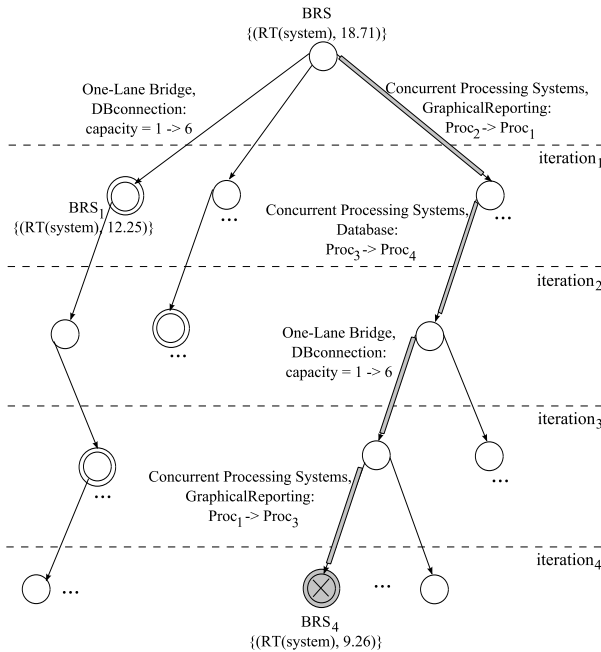 BRS
{(RT(system), 18.71)}
One-Lane Bridge,
DBconnection:
capacity = 1 -> 6
Concurrent Processing Systems,
GraphicalReporting:
Proc2 -> Proc1
iteration1
BRS1
{(RT(system), 12.25)}
...
Concurrent Processing Systems,
Database:
Proc3 -> Proc4
...
iteration2
...
One-Lane Bridge,
DBconnection:
capacity = 1 -> 6
iteration3
...
...
Concurrent Processing Systems,
GraphicalReporting:
Proc1 -> Proc3
iteration4
...
...
BRS4
{(RT(system), 9.26)}